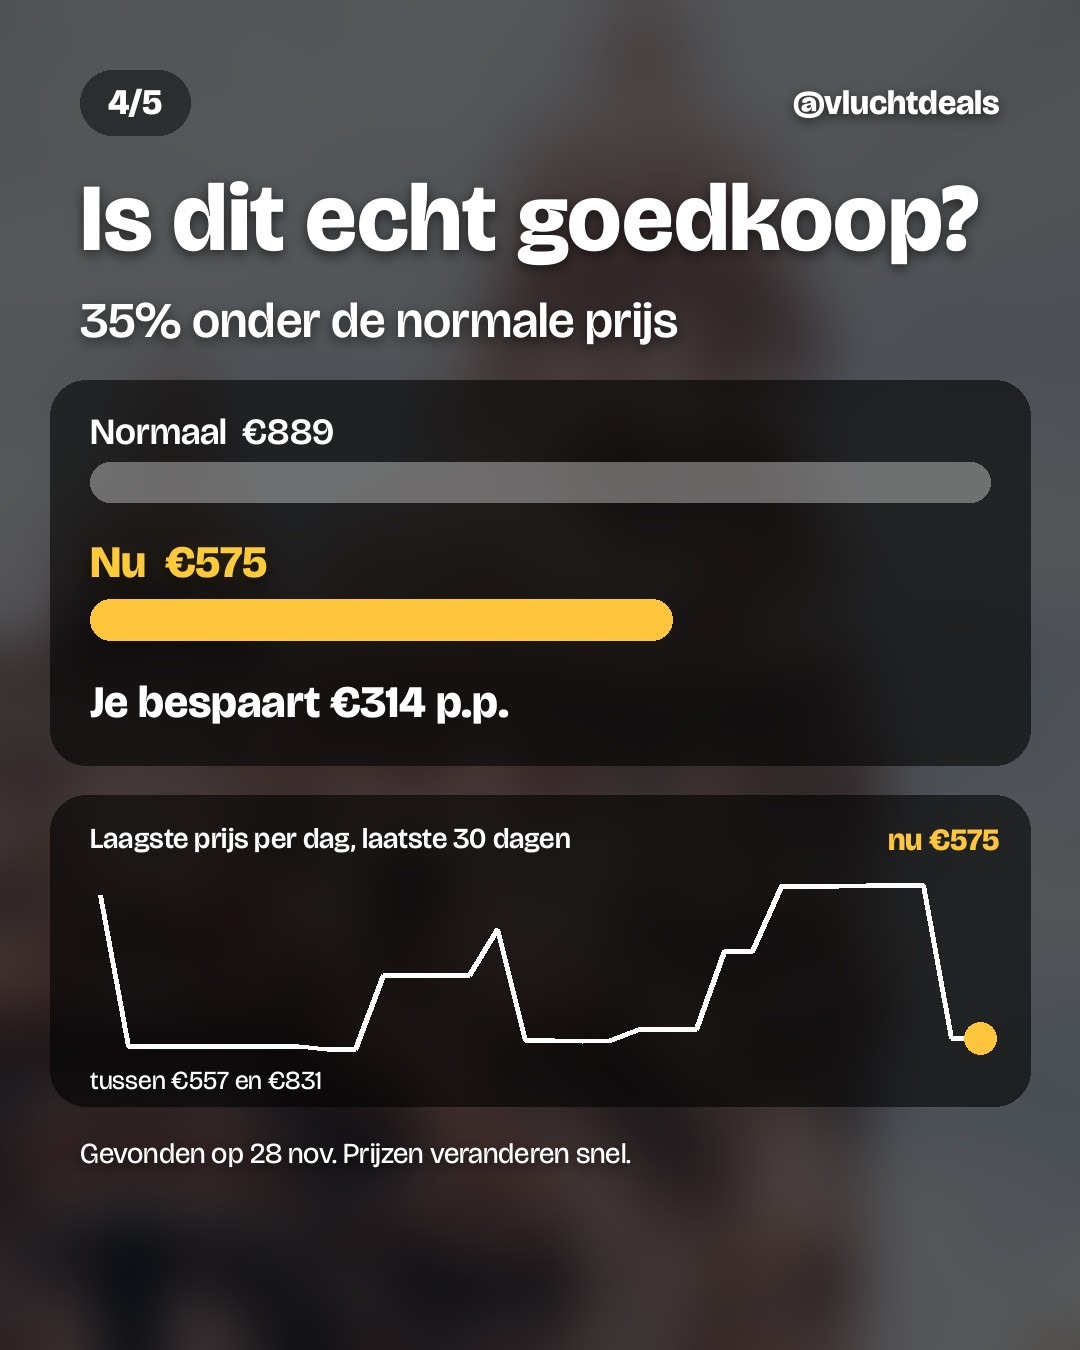 4/5
@vluchtdeals
Is dit echt goedkoop?
35% onder de normale prijs
Normaal €889
Nu €575
Je bespaart €314 p.p.
Laagste prijs per dag, laatste 30 dagen
nu €575
tussen €557 en €831
Gevonden op 28 nov. Prijzen veranderen snel.